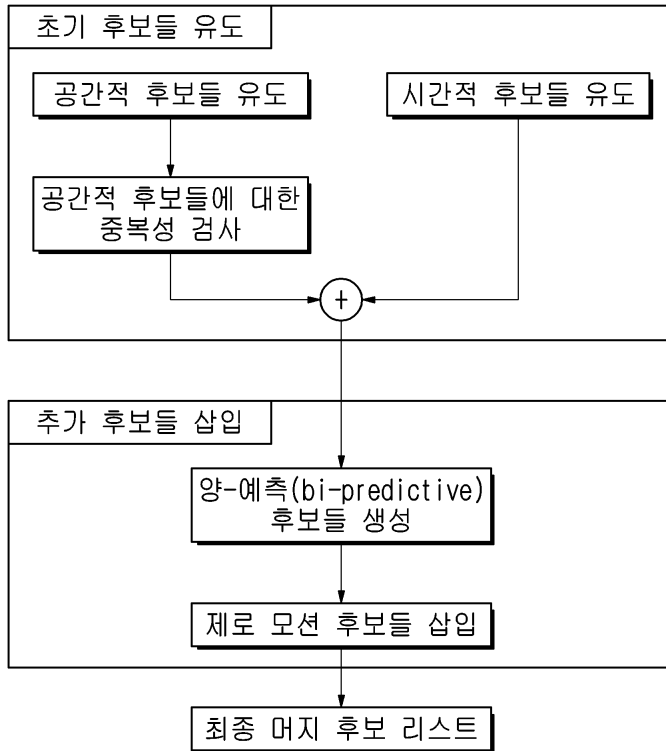 초기 후보들 유도
공간적 후보들 유도
시간적 후보들 유도
공간적 후보들에 대한
중복성 검사
+
추가 후보들 삽입
양-예측(bi-predictive)
후보들 생성
제로 모션 후보들 삽입
최종 머지 후보 리스트